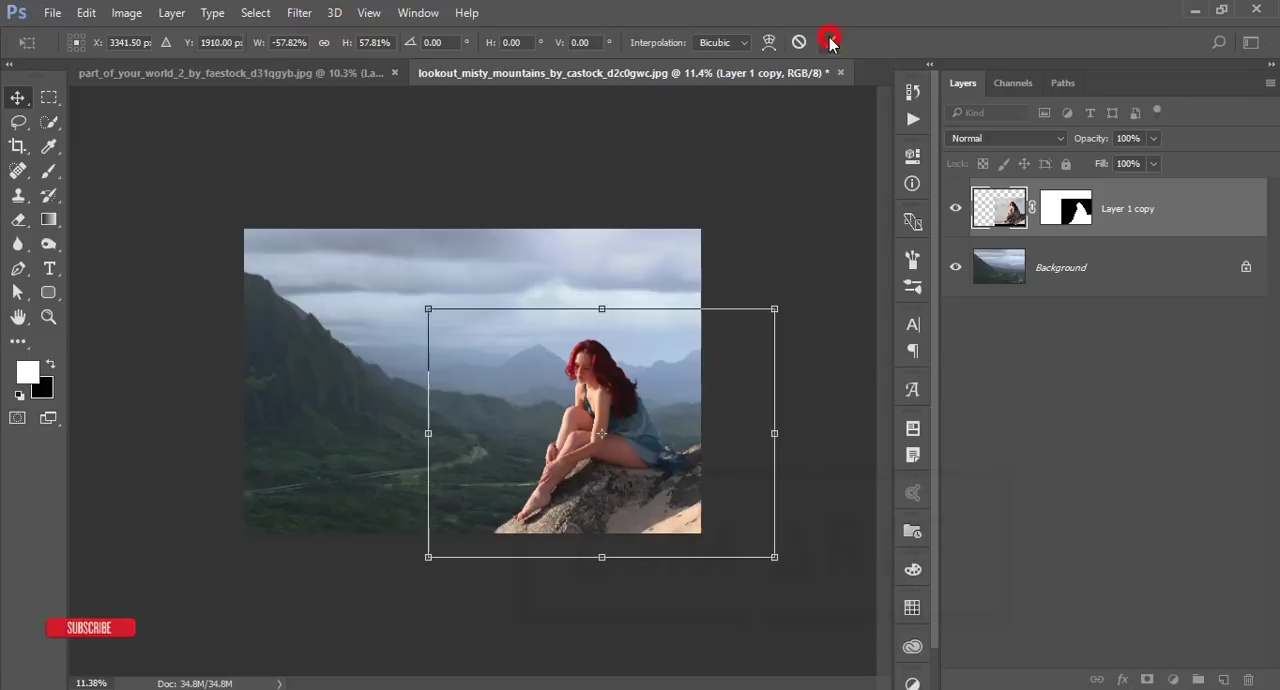 Ps File Edit Image Layer Type Select Filter 3D View Window Help
X: 3341.50 px Y: 1910.00 px W: -57.82% H: 57.81% 0.00 ° H: 0.00 ° V: 0.00 ° Interpolation: Bicubic
part_of_your_world_2_by_faestock_d31qgyb.jpg @ 10.3% (La... × lookout_misty_mountains_by_castock_d2c0gwc.jpg @ 11.4% (Layer 1 copy, RGB/8) * ×
Layers Channels Paths
Kind
Normal Opacity: 100%
Lock: Fill: 100%
Layer 1 copy
Background
SUBSCRIBE
11.38% Doc: 34.8M/34.8M